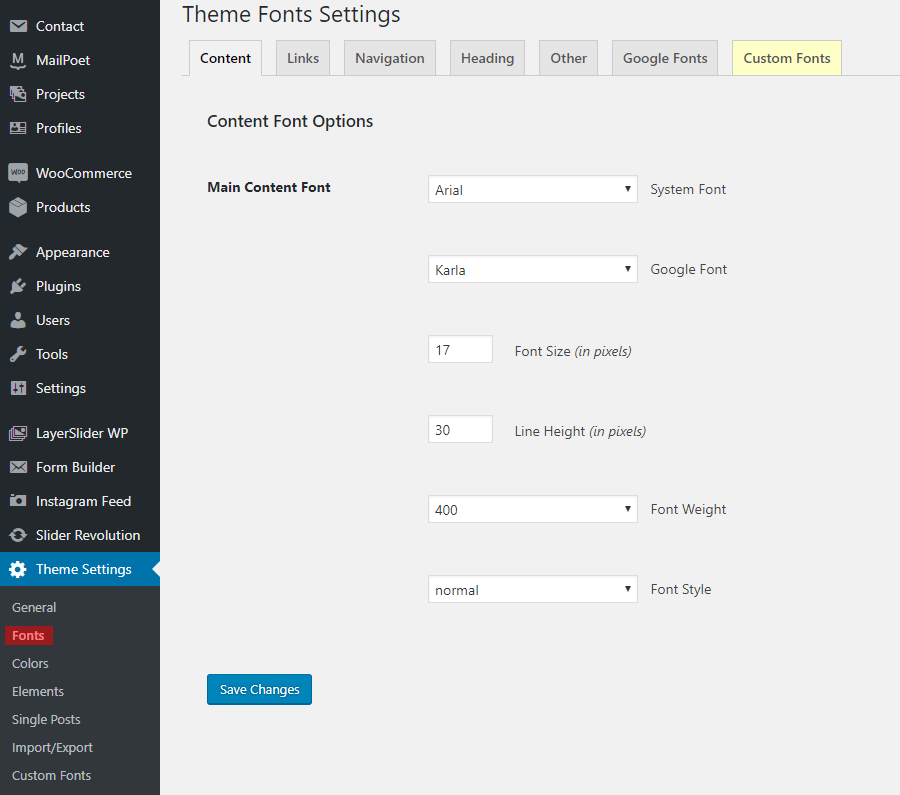 Theme Fonts Settings
Content
Links
Navigation
Heading
Other
Google Fonts
Custom Fonts
Content Font Options
Main Content Font
Arial
System Font
Karla
Google Font
17
Font Size (in pixels)
30
Line Height (in pixels)
400
Font Weight
normal
Font Style
Save Changes
Contact
M
MailPoet
Projects
Profiles
Woo
WooCommerce
Products
Appearance
Plugins
Users
Tools
Settings
LayerSlider WP
Form Builder
Instagram Feed
Slider Revolution
Theme Settings
General
Fonts
Colors
Elements
Single Posts
Import/Export
Custom Fonts